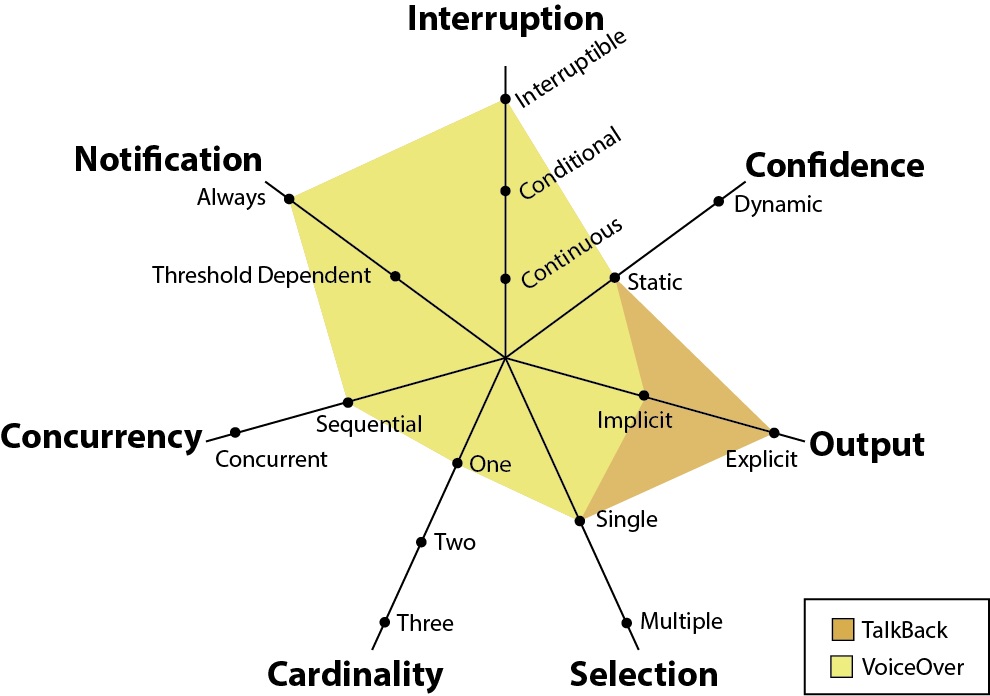 Interruption
Interruptible
Notification
Confidence
Conditional
Always
Dynamic
Continuous
Threshold Dependent
Static
Implicit
Sequential
Concurrency
Output
Concurrent
Explicit
One
Single
Two
Three
Multiple
TalkBack
VoiceOver
Cardinality
Selection